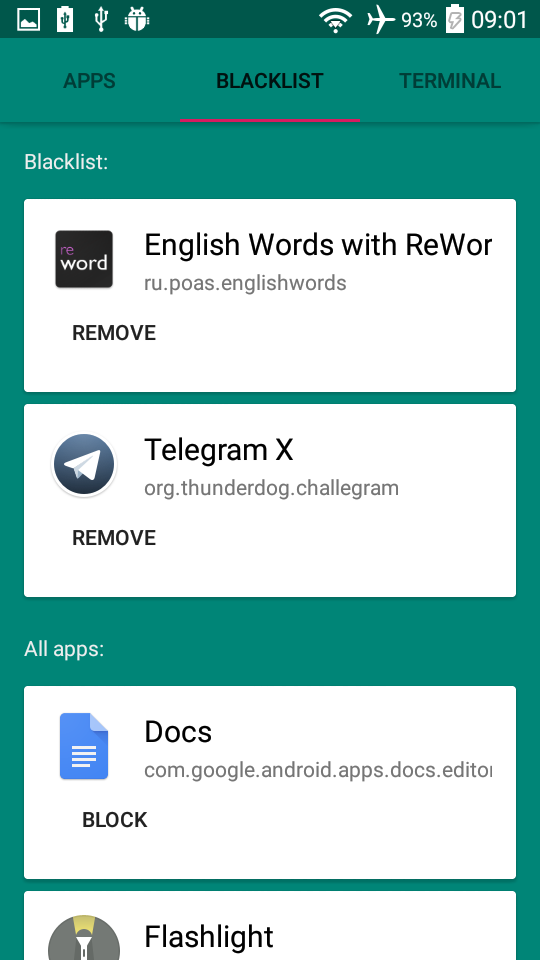 93% 09:01
APPS BLACKLIST TERMINAL
Blacklist:
re
word
English Words with ReWor
ru.poas.englishwords
REMOVE
Telegram X
org.thunderdog.challegram
REMOVE
All apps:
Docs
com.google.android.apps.docs.editor
BLOCK
Flashlight